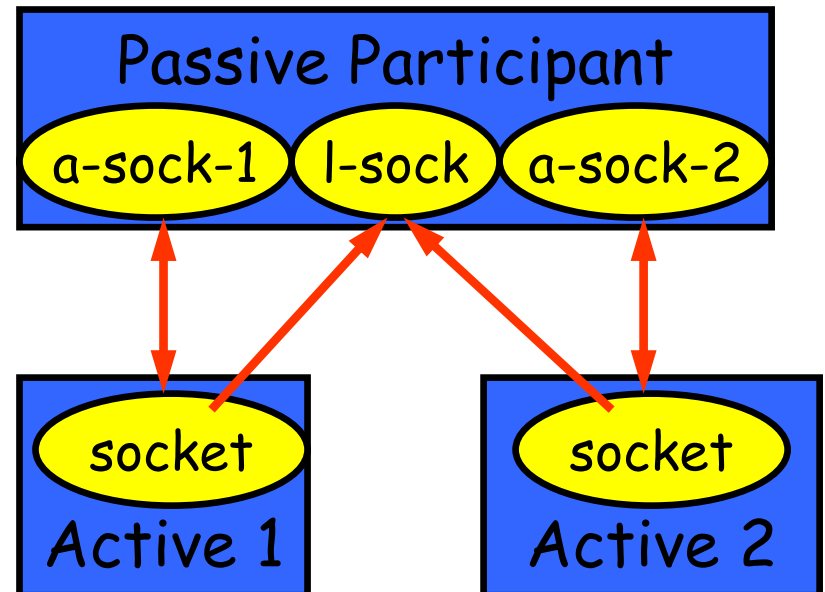 Passive Participant
a-sock-1 l-sock a-sock-2
socket socket
Active 1 Active 2